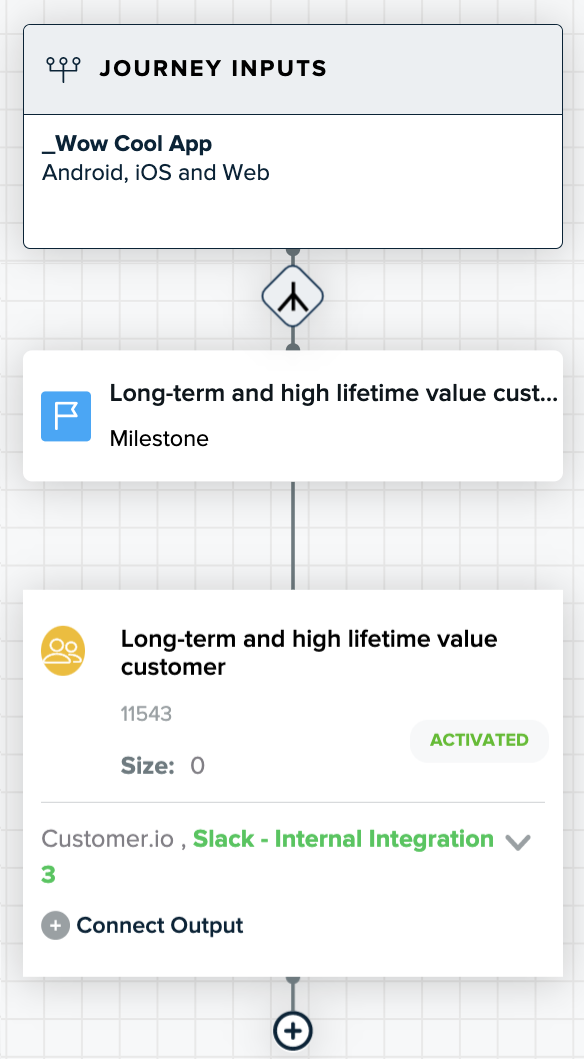 JOURNEY INPUTS
_Wow Cool App
Android, iOS and Web
Long-term and high lifetime value cust...
Milestone
Long-term and high lifetime value
customer
11543
ACTIVATED
Size: 0
Customer.io , Slack - Internal Integration
3
Connect Output